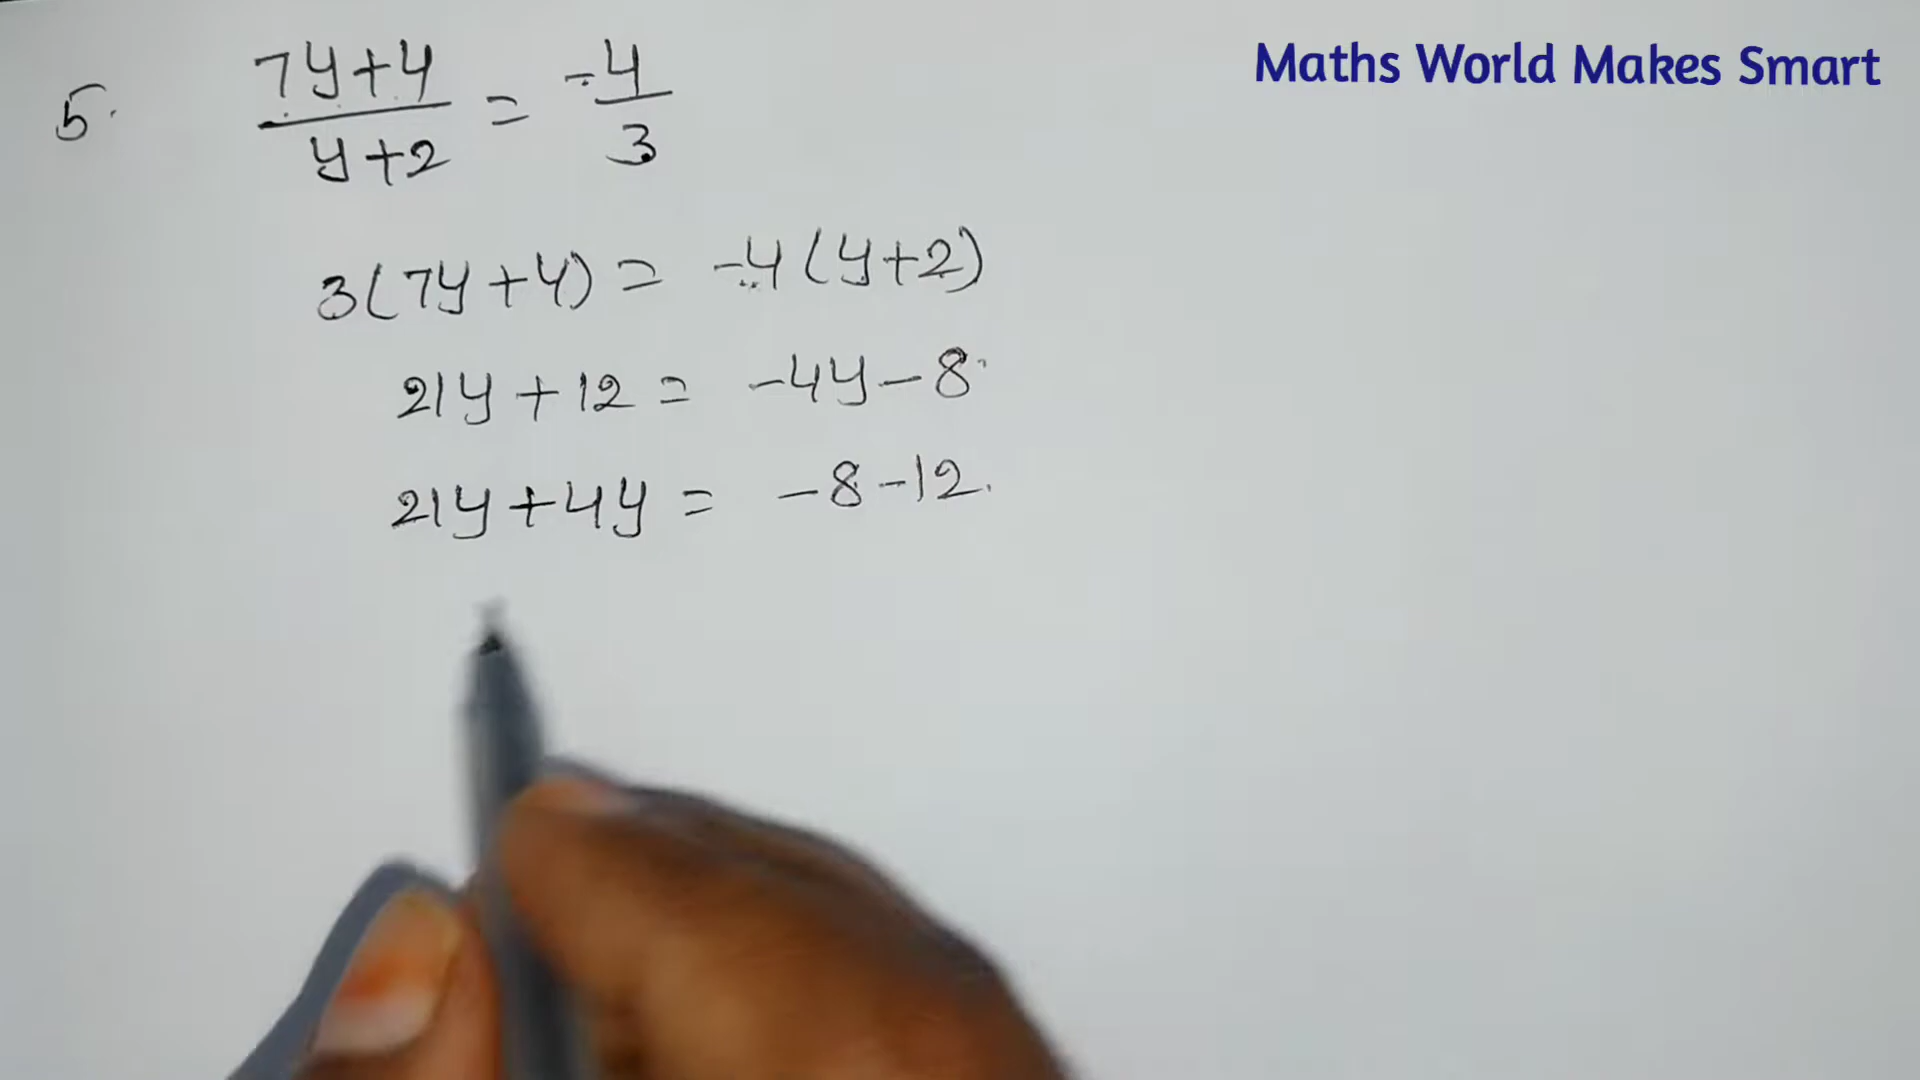 Maths World Makes Smart
5. (7y+4)/(y+2) = -4/3
3(7y+4) = -4(y+2)
21y+12 = -4y-8.
21y+4y = -8-12.